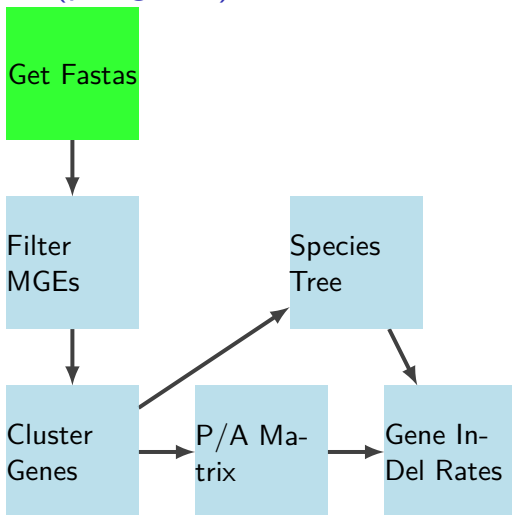 Get Fastas
Filter
MGEs
Species
Tree
Cluster
Genes
P/A Ma-
trix
Gene In-
Del Rates